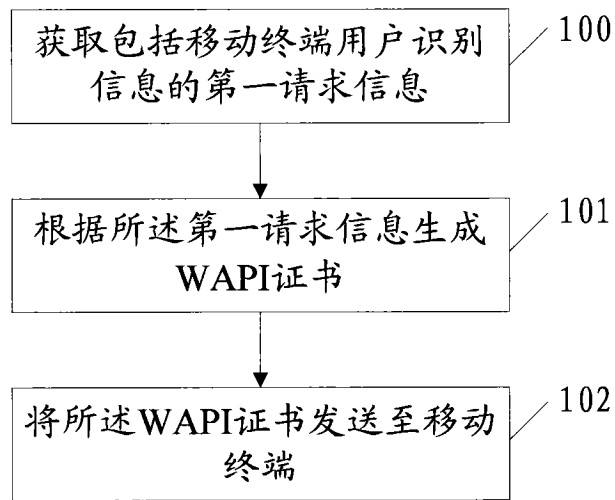 获取包括移动终端用户识别
信息的第一请求信息
100
根据所述第一请求信息生成
WAPI证书
101
将所述WAPI证书发送至移动
终端
102